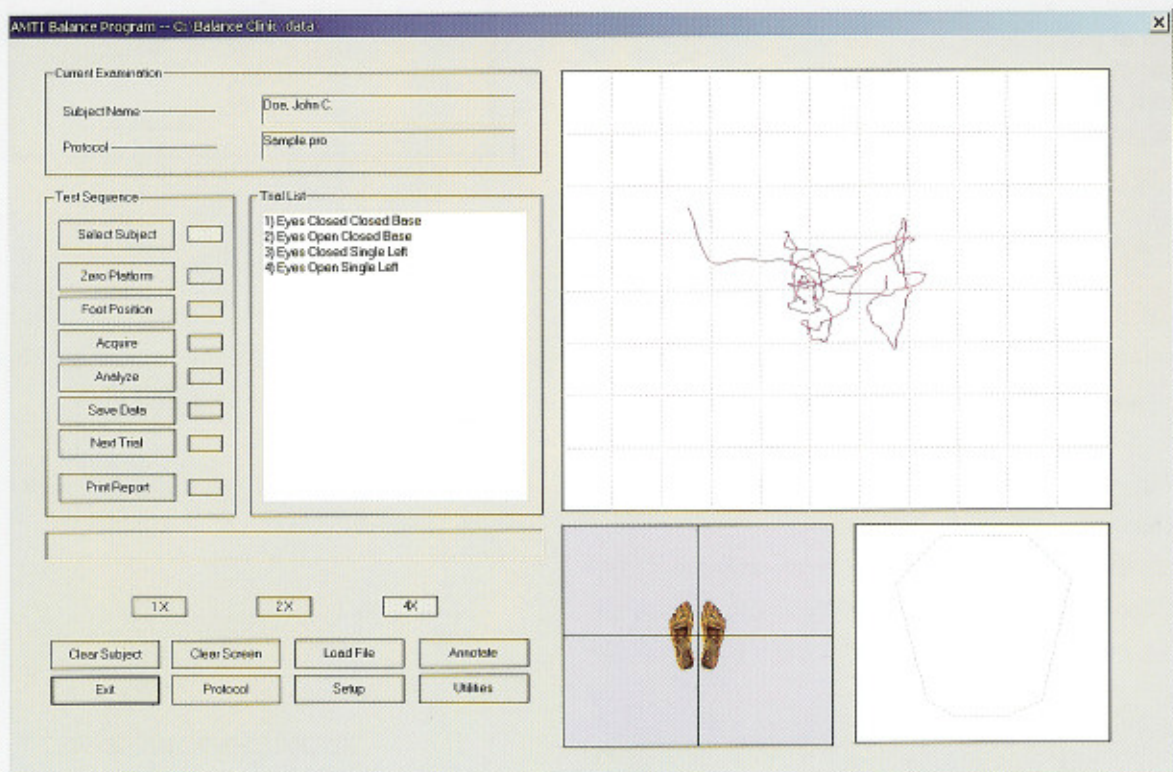 AMTI Balance Program -- C:\Balance Clinic\data
Current Examination
Subject Name
Doe, John C.
Protocol
Sample.pro
Test Sequence
Select Subject
Zero Platform
Foot Position
Acquire
Analyze
Save Data
Next Trial
Print Report
Trial List
1) Eyes Closed Closed Base
2) Eyes Open Closed Base
3) Eyes Closed Single Left
4) Eyes Open Single Left
1X
2X
4X
Clear Subject
Clear Screen
Load File
Annotate
Exit
Protocol
Setup
Utilities